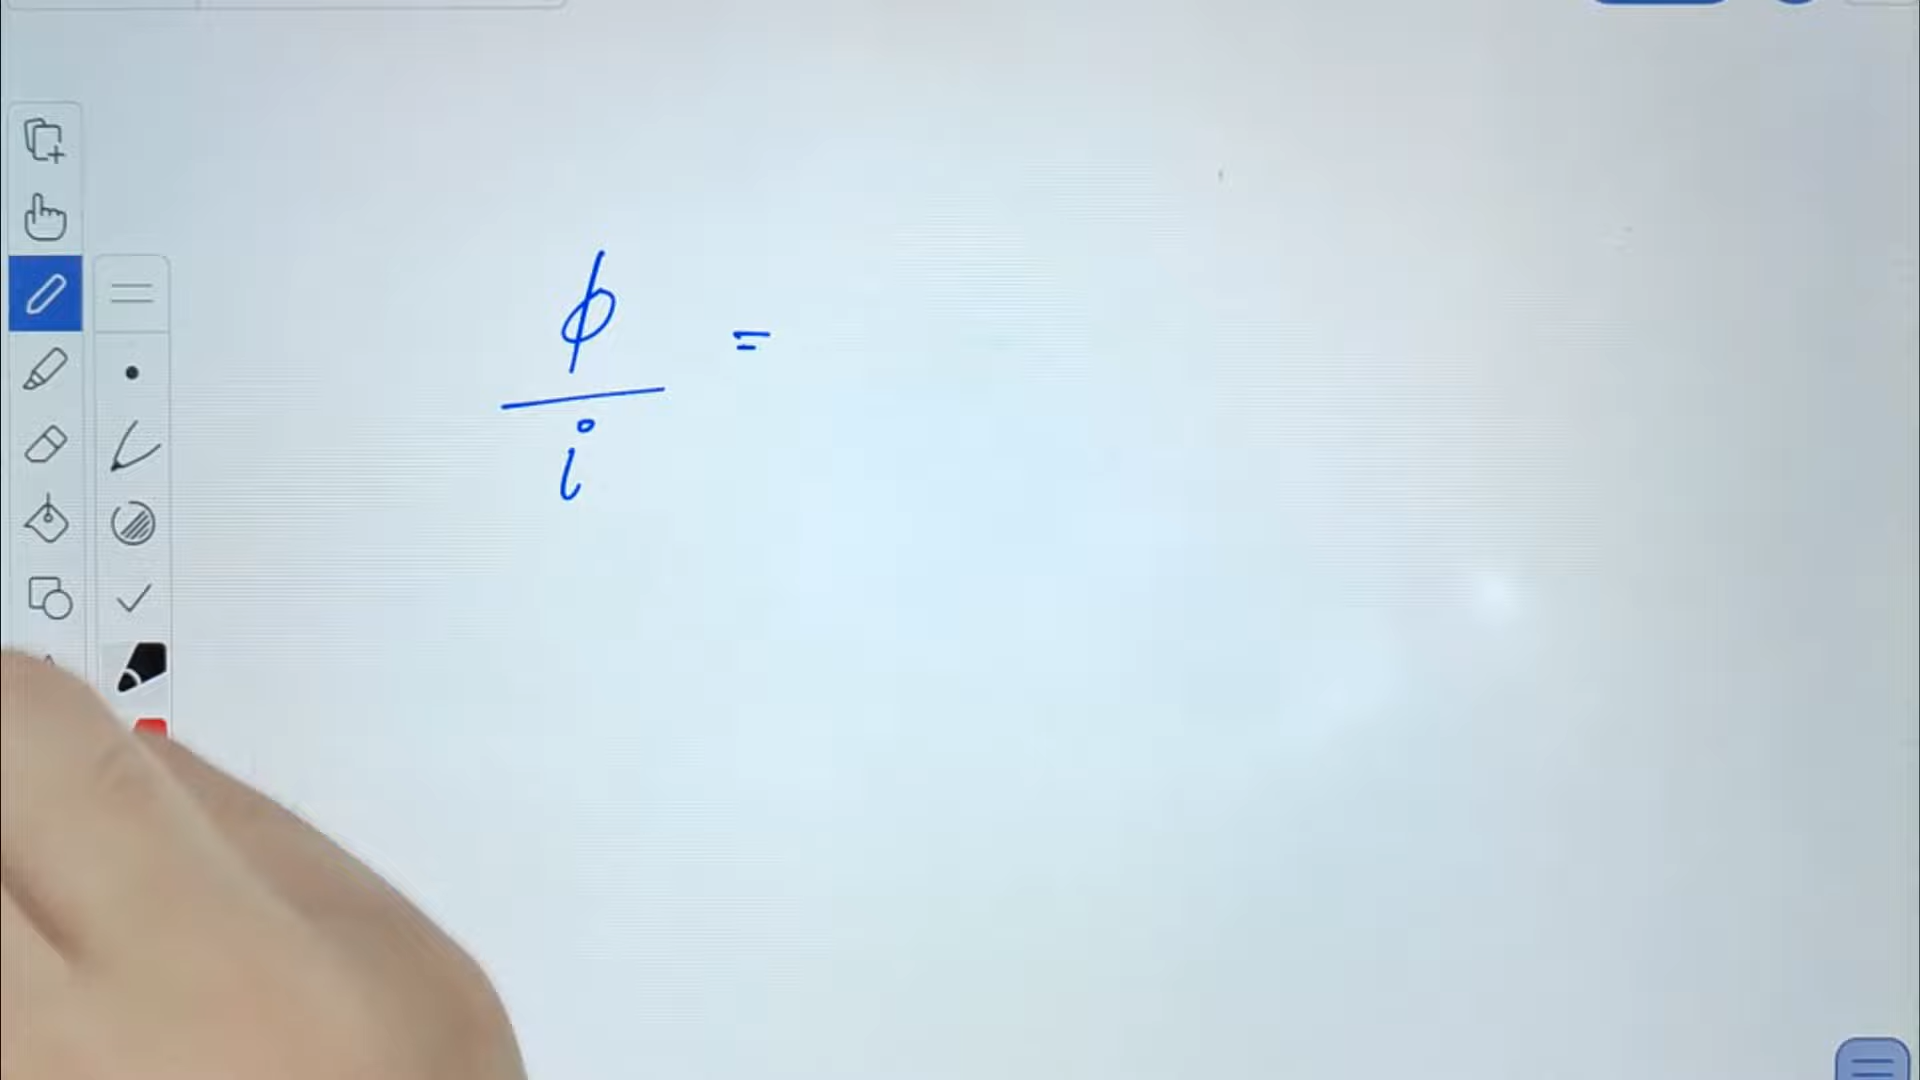 ϕ
=
i